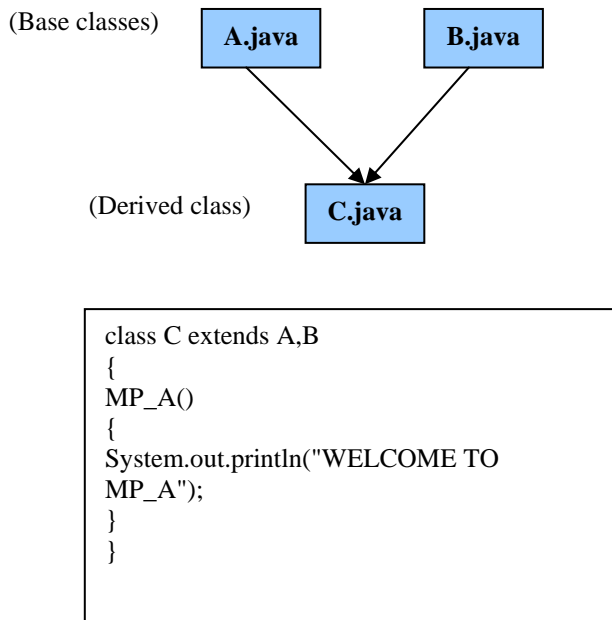 (Base classes)
A.java
B.java
(Derived class)
C.java
class C extends A,B
{
MP_A()
{
System.out.println("WELCOME TO
MP_A");
}
}